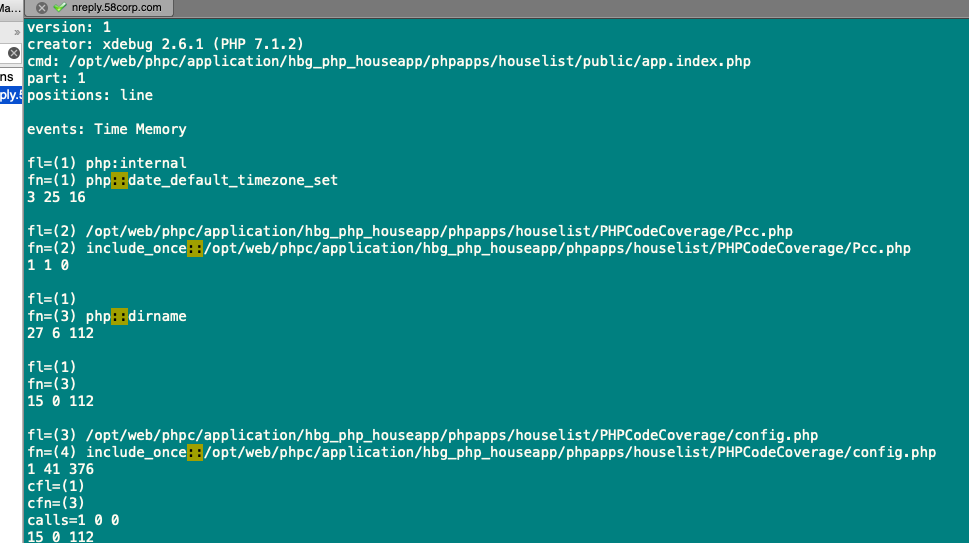 Ma...
nreply.58corp.com
»
ns
ply.5
version: 1
creator: xdebug 2.6.1 (PHP 7.1.2)
cmd: /opt/web/phpc/application/hbg_php_houseapp/phpapps/houselist/public/app.index.php
part: 1
positions: line
events: Time Memory
fl=(1) php:internal
fn=(1) php::date_default_timezone_set
3 25 16
fl=(2) /opt/web/phpc/application/hbg_php_houseapp/phpapps/houselist/PHPCodeCoverage/Pcc.php
fn=(2) include_once::/opt/web/phpc/application/hbg_php_houseapp/phpapps/houselist/PHPCodeCoverage/Pcc.php
1 1 0
fl=(1)
fn=(3) php::dirname
27 6 112
fl=(1)
fn=(3)
15 0 112
fl=(3) /opt/web/phpc/application/hbg_php_houseapp/phpapps/houselist/PHPCodeCoverage/config.php
fn=(4) include_once::/opt/web/phpc/application/hbg_php_houseapp/phpapps/houselist/PHPCodeCoverage/config.php
1 41 376
cfl=(1)
cfn=(3)
calls=1 0 0
15 0 112